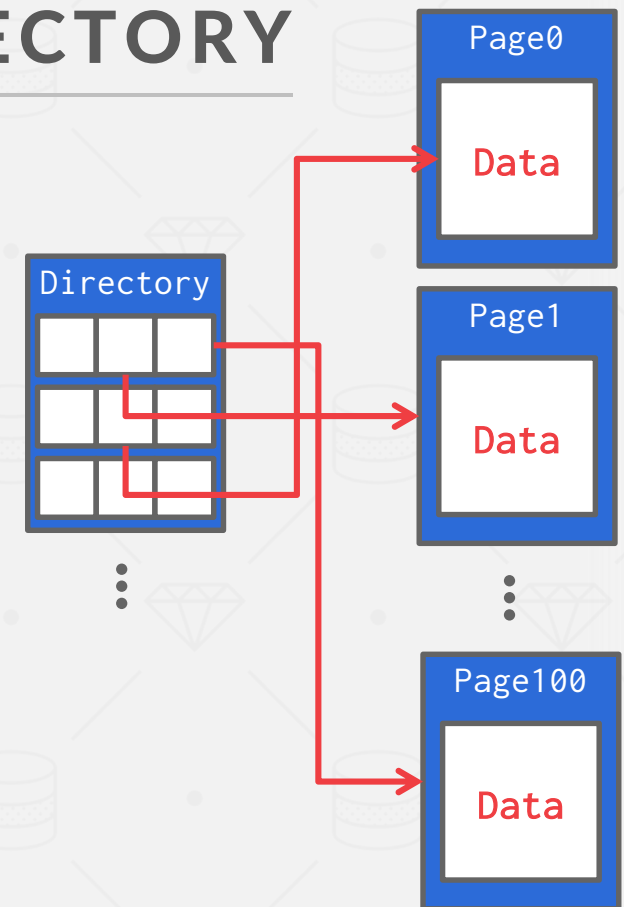 ECTORY
Directory
Page0
Data
Page1
Data
Page100
Data